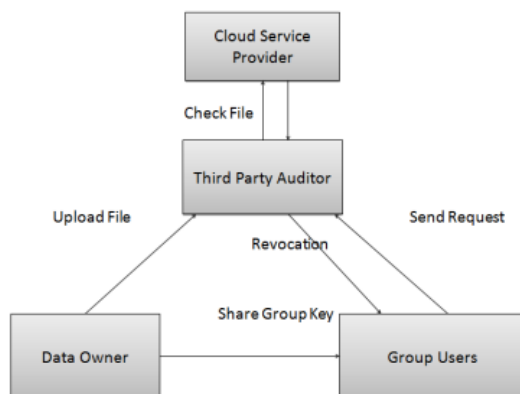 Cloud Service
Provider
Check File
Third Party Auditor
Upload File
Send Request
Revocation
Share Group Key
Data Owner
Group Users